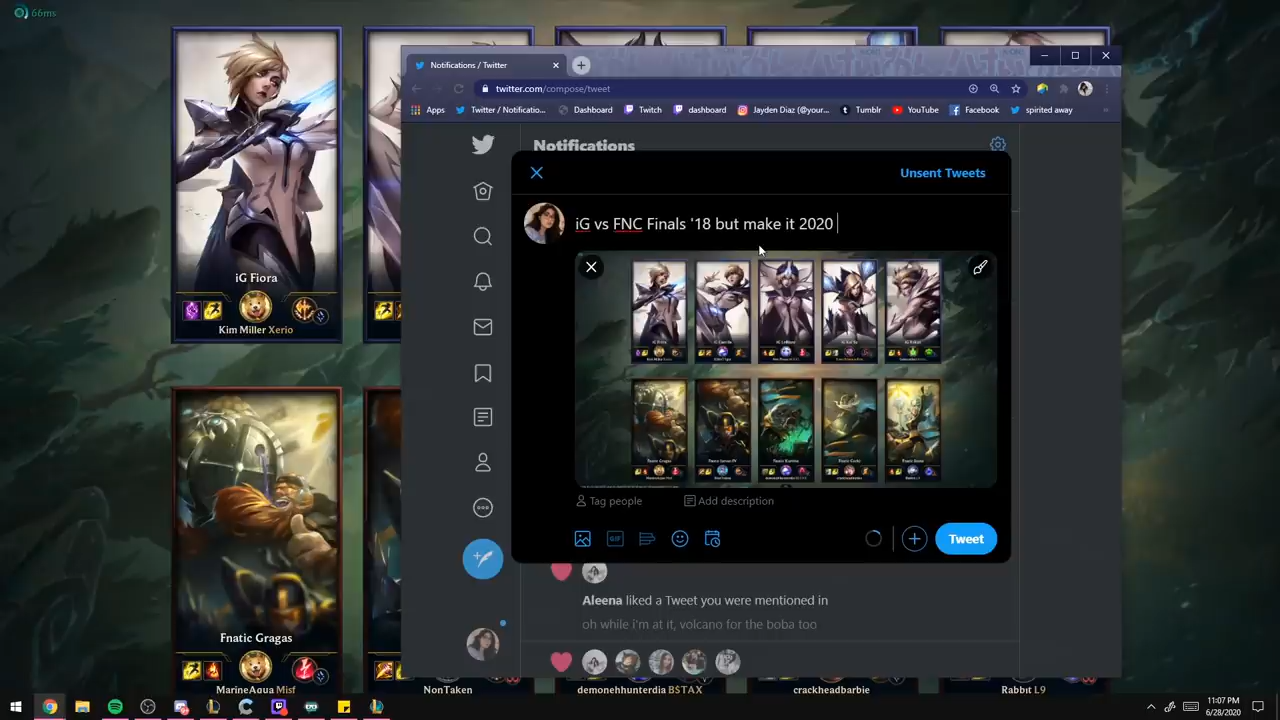 66ms
Notifications / Twitter
twitter.com/compose/tweet
Apps
Twitter / Notificatio...
Dashboard
Twitch
dashboard
Jayden Diaz (@your...
Tumblr
YouTube
Facebook
spirited away
Notifications
Unsent Tweets
iG vs FNC Finals '18 but make it 2020
Tag people
Add description
GIF
Tweet
Aleena liked a Tweet you were mentioned in
oh while i'm at it, volcano for the boba too
iG Fiora
Kim Miller Xerio
Fnatic Gragas
MarineAqua Misf
NonTaken
demonehhunterdia BSTAX
crackheadbarbie
Rabbit L9
11:07 PM
6/28/2020